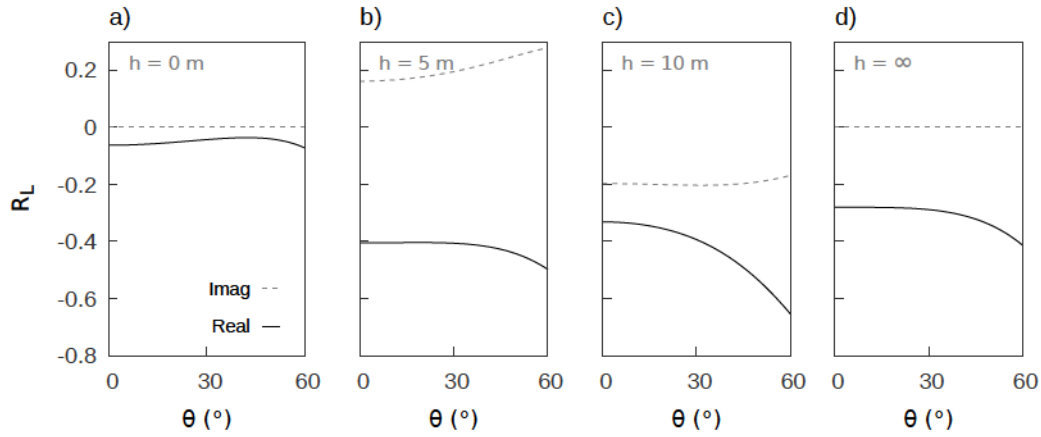 a) b) c) d)
h = 0 m h = 5 m h = 10 m h = ∞
0.2
0
-0.2
-0.4
-0.6
-0.8
R_L
Imag
Real
0 30 60 0 30 60 0 30 60 0 30 60
θ (°) θ (°) θ (°) θ (°)